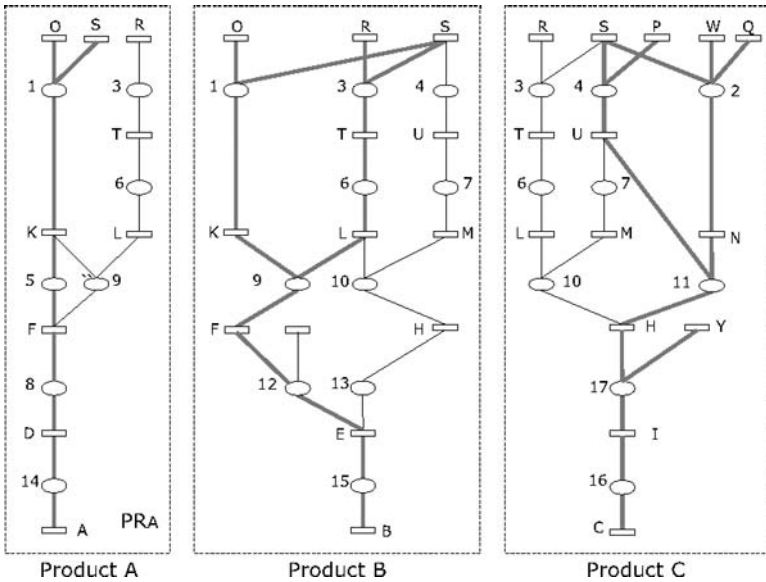 O S R O R S R S P W Q
1 3 1 3 4 3 4 2
T T U T U
6 6 7 6 7
K L K L M L M N
5 9 9 10 10 11
F F H H Y
8 12 13 17
D E I
14 15 16
A PRA B C
Product A Product B Product C